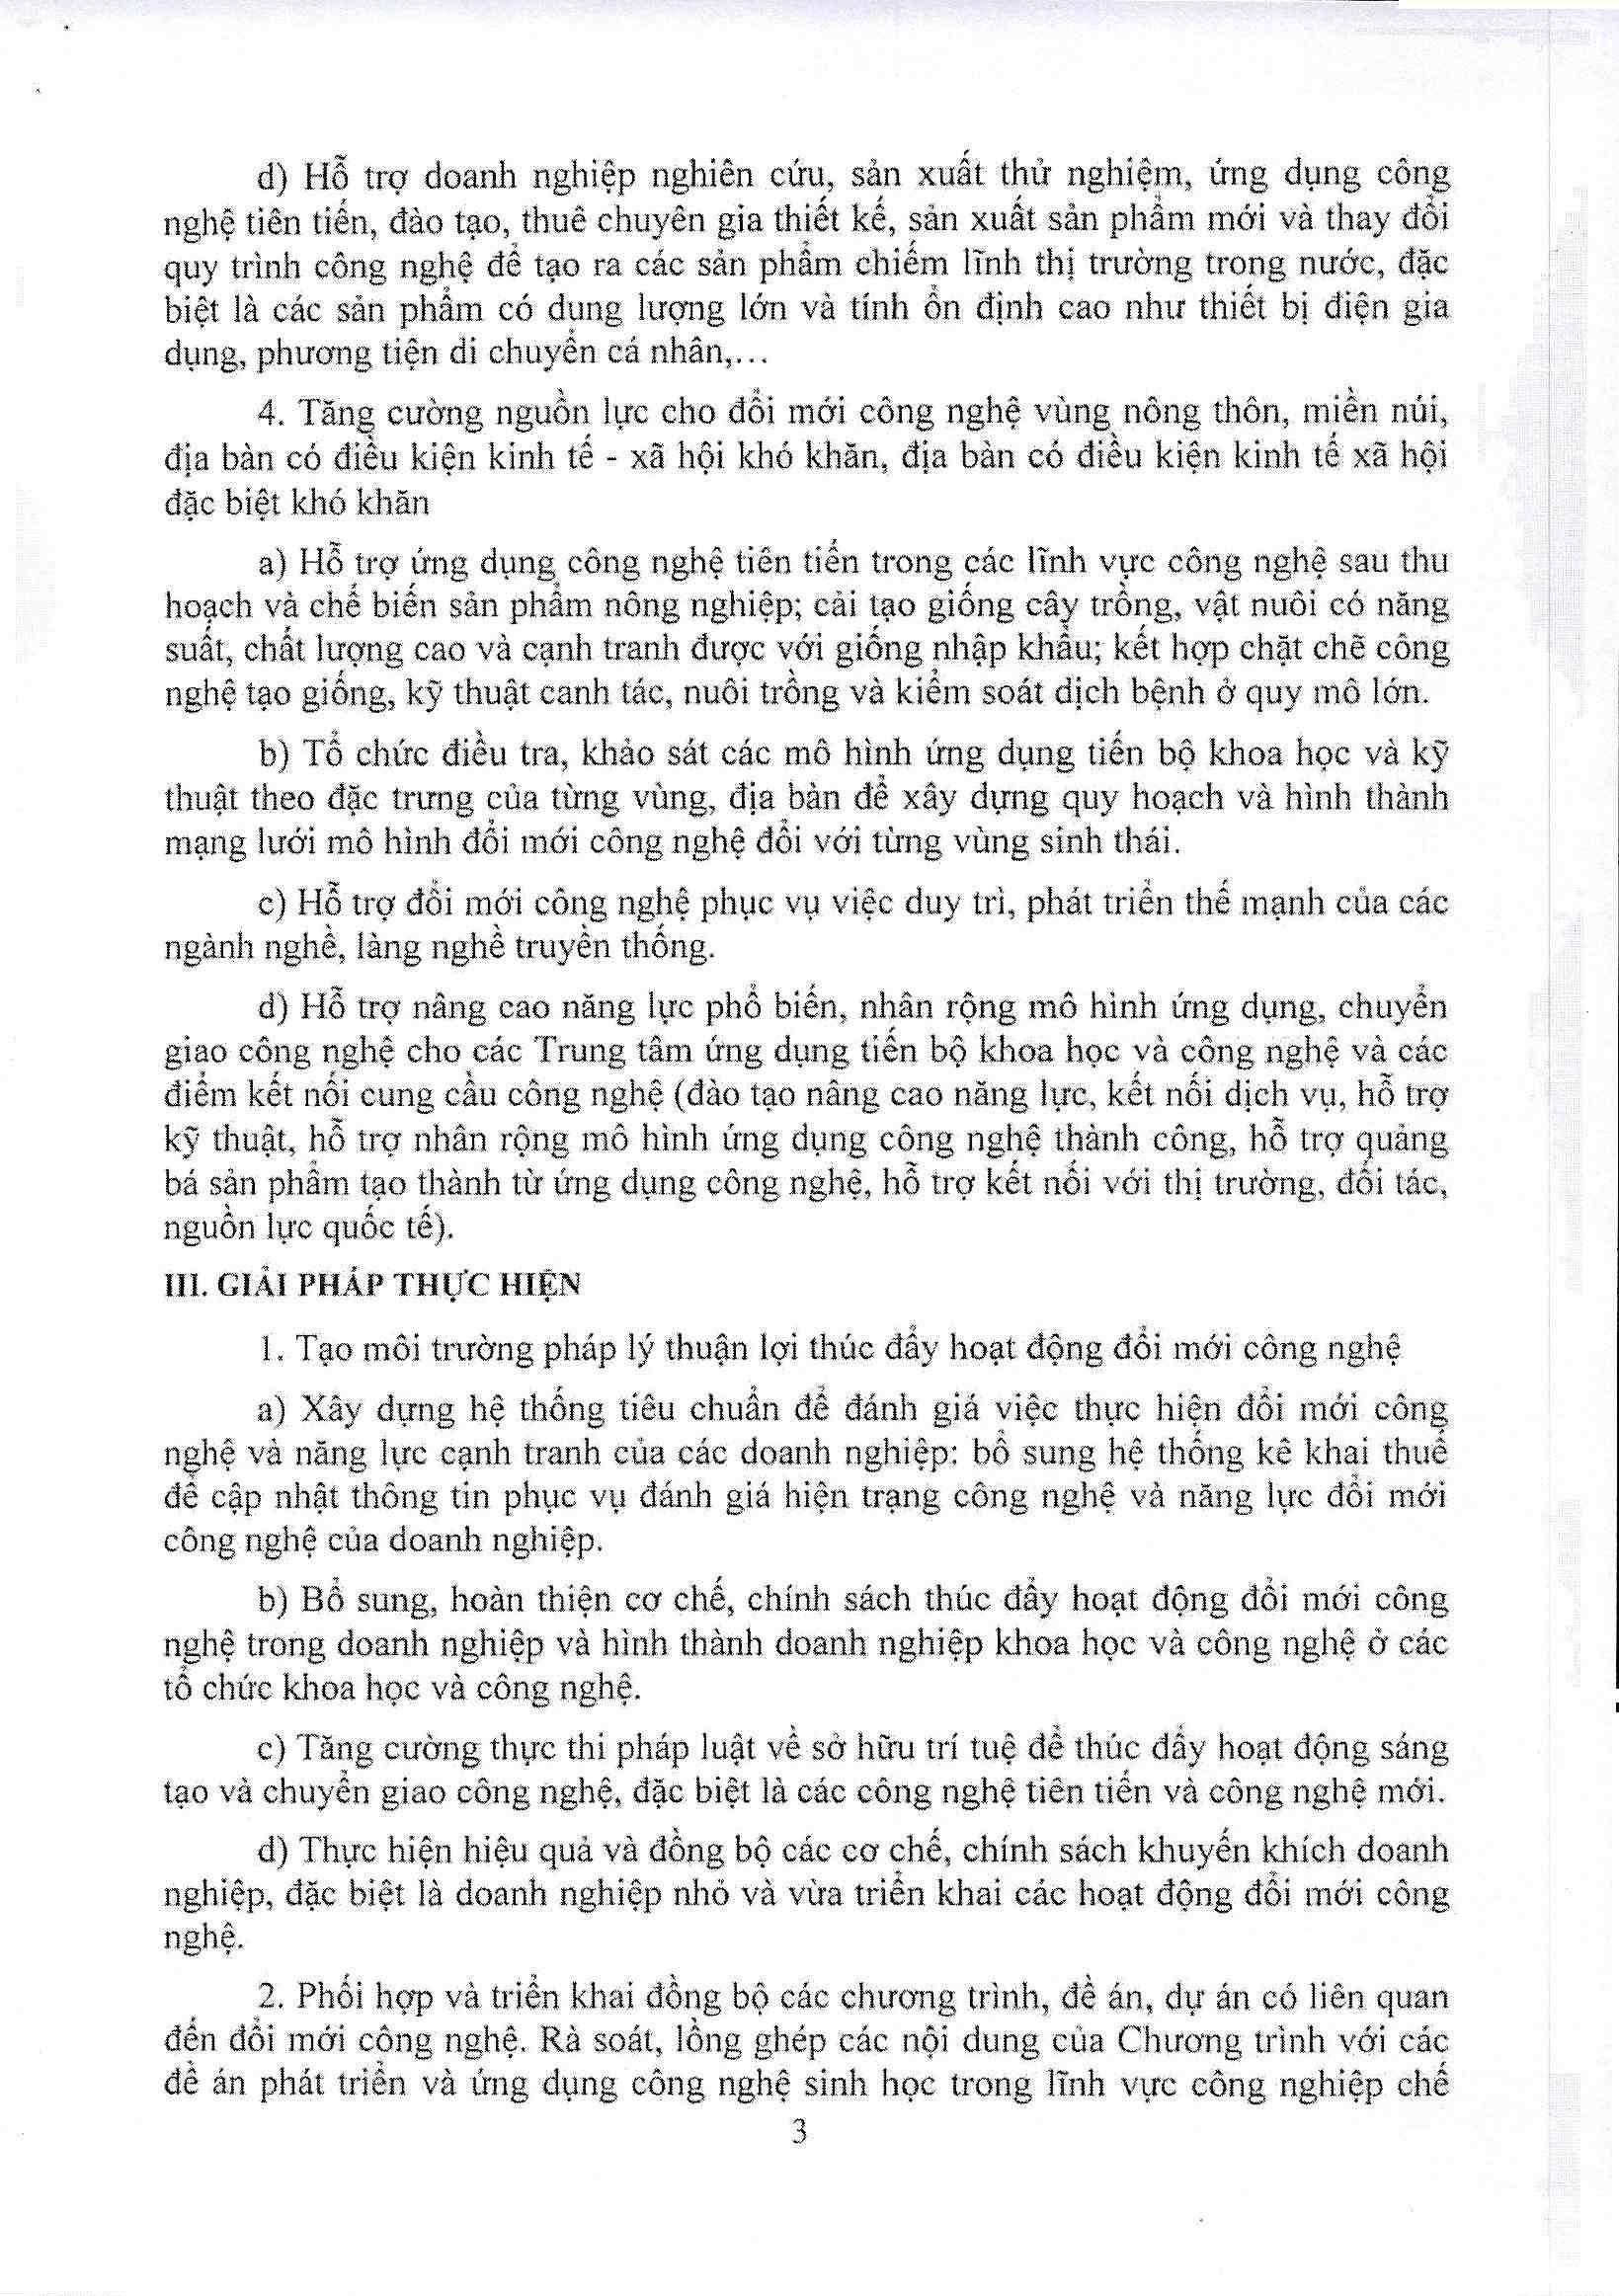 d) Hỗ trợ doanh nghiệp nghiên cứu, sản xuất thử nghiệm, ứng dụng công
nghệ tiên tiến, đào tạo, thuê chuyên gia thiết kế, sản xuất sản phẩm mới và thay đổi
quy trình công nghệ để tạo ra các sản phẩm chiếm lĩnh thị trường trong nước, đặc
biệt là các sản phẩm có dung lượng lớn và tính ổn định cao như thiết bị điện gia
dụng, phương tiện di chuyển cá nhân,...
4. Tăng cường nguồn lực cho đổi mới công nghệ vùng nông thôn, miền núi,
địa bàn có điều kiện kinh tế - xã hội khó khăn, địa bàn có điều kiện kinh tế xã hội
đặc biệt khó khăn
a) Hỗ trợ ứng dụng công nghệ tiên tiến trong các lĩnh vực công nghệ sau thu
hoạch và chế biến sản phẩm nông nghiệp; cải tạo giống cây trồng, vật nuôi có năng
suất, chất lượng cao và cạnh tranh được với giống nhập khẩu; kết hợp chặt chẽ công
nghệ tạo giống, kỹ thuật canh tác, nuôi trồng và kiểm soát dịch bệnh ở quy mô lớn.
b) Tổ chức điều tra, khảo sát các mô hình ứng dụng tiến bộ khoa học và kỹ
thuật theo đặc trưng của từng vùng, địa bàn để xây dựng quy hoạch và hình thành
mạng lưới mô hình đổi mới công nghệ đối với từng vùng sinh thái.
c) Hỗ trợ đổi mới công nghệ phục vụ việc duy trì, phát triển thế mạnh của các
ngành nghề, làng nghề truyền thống.
d) Hỗ trợ nâng cao năng lực phổ biến, nhân rộng mô hình ứng dụng, chuyển
giao công nghệ cho các Trung tâm ứng dụng tiến bộ khoa học và công nghệ và các
điểm kết nối cung cầu công nghệ (đào tạo nâng cao năng lực, kết nối dịch vụ, hỗ trợ
kỹ thuật, hỗ trợ nhân rộng mô hình ứng dụng công nghệ thành công, hỗ trợ quảng
bá sản phẩm tạo thành từ ứng dụng công nghệ, hỗ trợ kết nối với thị trường, đối tác,
nguồn lực quốc tế).
III. GIẢI PHÁP THỰC HIỆN
1. Tạo môi trường pháp lý thuận lợi thúc đẩy hoạt động đổi mới công nghệ
a) Xây dựng hệ thống tiêu chuẩn để đánh giá việc thực hiện đổi mới công
nghệ và năng lực cạnh tranh của các doanh nghiệp: bổ sung hệ thống kê khai thuế
để cập nhật thông tin phục vụ đánh giá hiện trạng công nghệ và năng lực đổi mới
công nghệ của doanh nghiệp.
b) Bổ sung, hoàn thiện cơ chế, chính sách thúc đẩy hoạt động đổi mới công
nghệ trong doanh nghiệp và hình thành doanh nghiệp khoa học và công nghệ ở các
tổ chức khoa học và công nghệ.
c) Tăng cường thực thi pháp luật về sở hữu trí tuệ để thúc đẩy hoạt động sáng
tạo và chuyển giao công nghệ, đặc biệt là các công nghệ tiên tiến và công nghệ mới.
d) Thực hiện hiệu quả và đồng bộ các cơ chế, chính sách khuyến khích doanh
nghiệp, đặc biệt là doanh nghiệp nhỏ và vừa triển khai các hoạt động đổi mới công
nghệ.
2. Phối hợp và triển khai đồng bộ các chương trình, đề án, dự án có liên quan
đến đổi mới công nghệ. Rà soát, lồng ghép các nội dung của Chương trình với các
đề án phát triển và ứng dụng công nghệ sinh học trong lĩnh vực công nghiệp chế
3